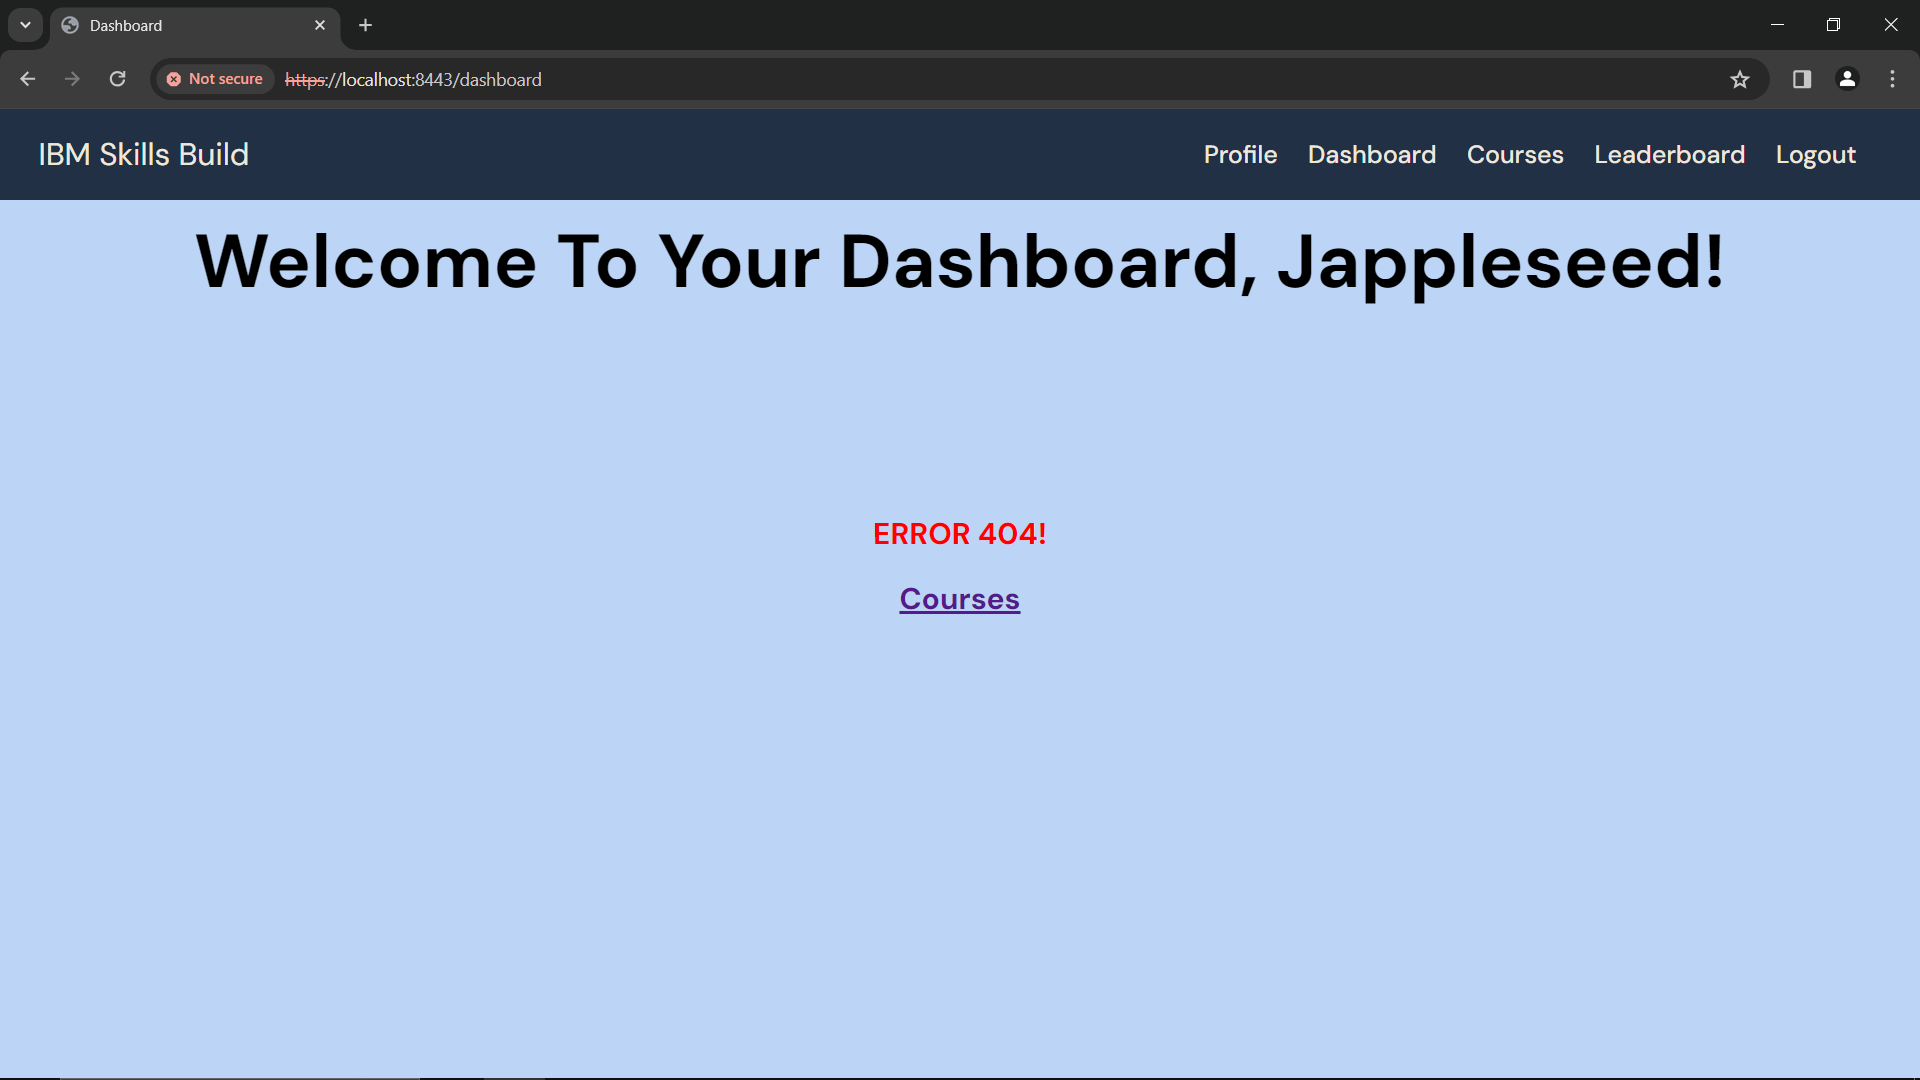 Dashboard
Not secure https://localhost:8443/dashboard
IBM Skills Build
Profile Dashboard Courses Leaderboard Logout
Welcome To Your Dashboard, Jappleseed!
ERROR 404!
Courses